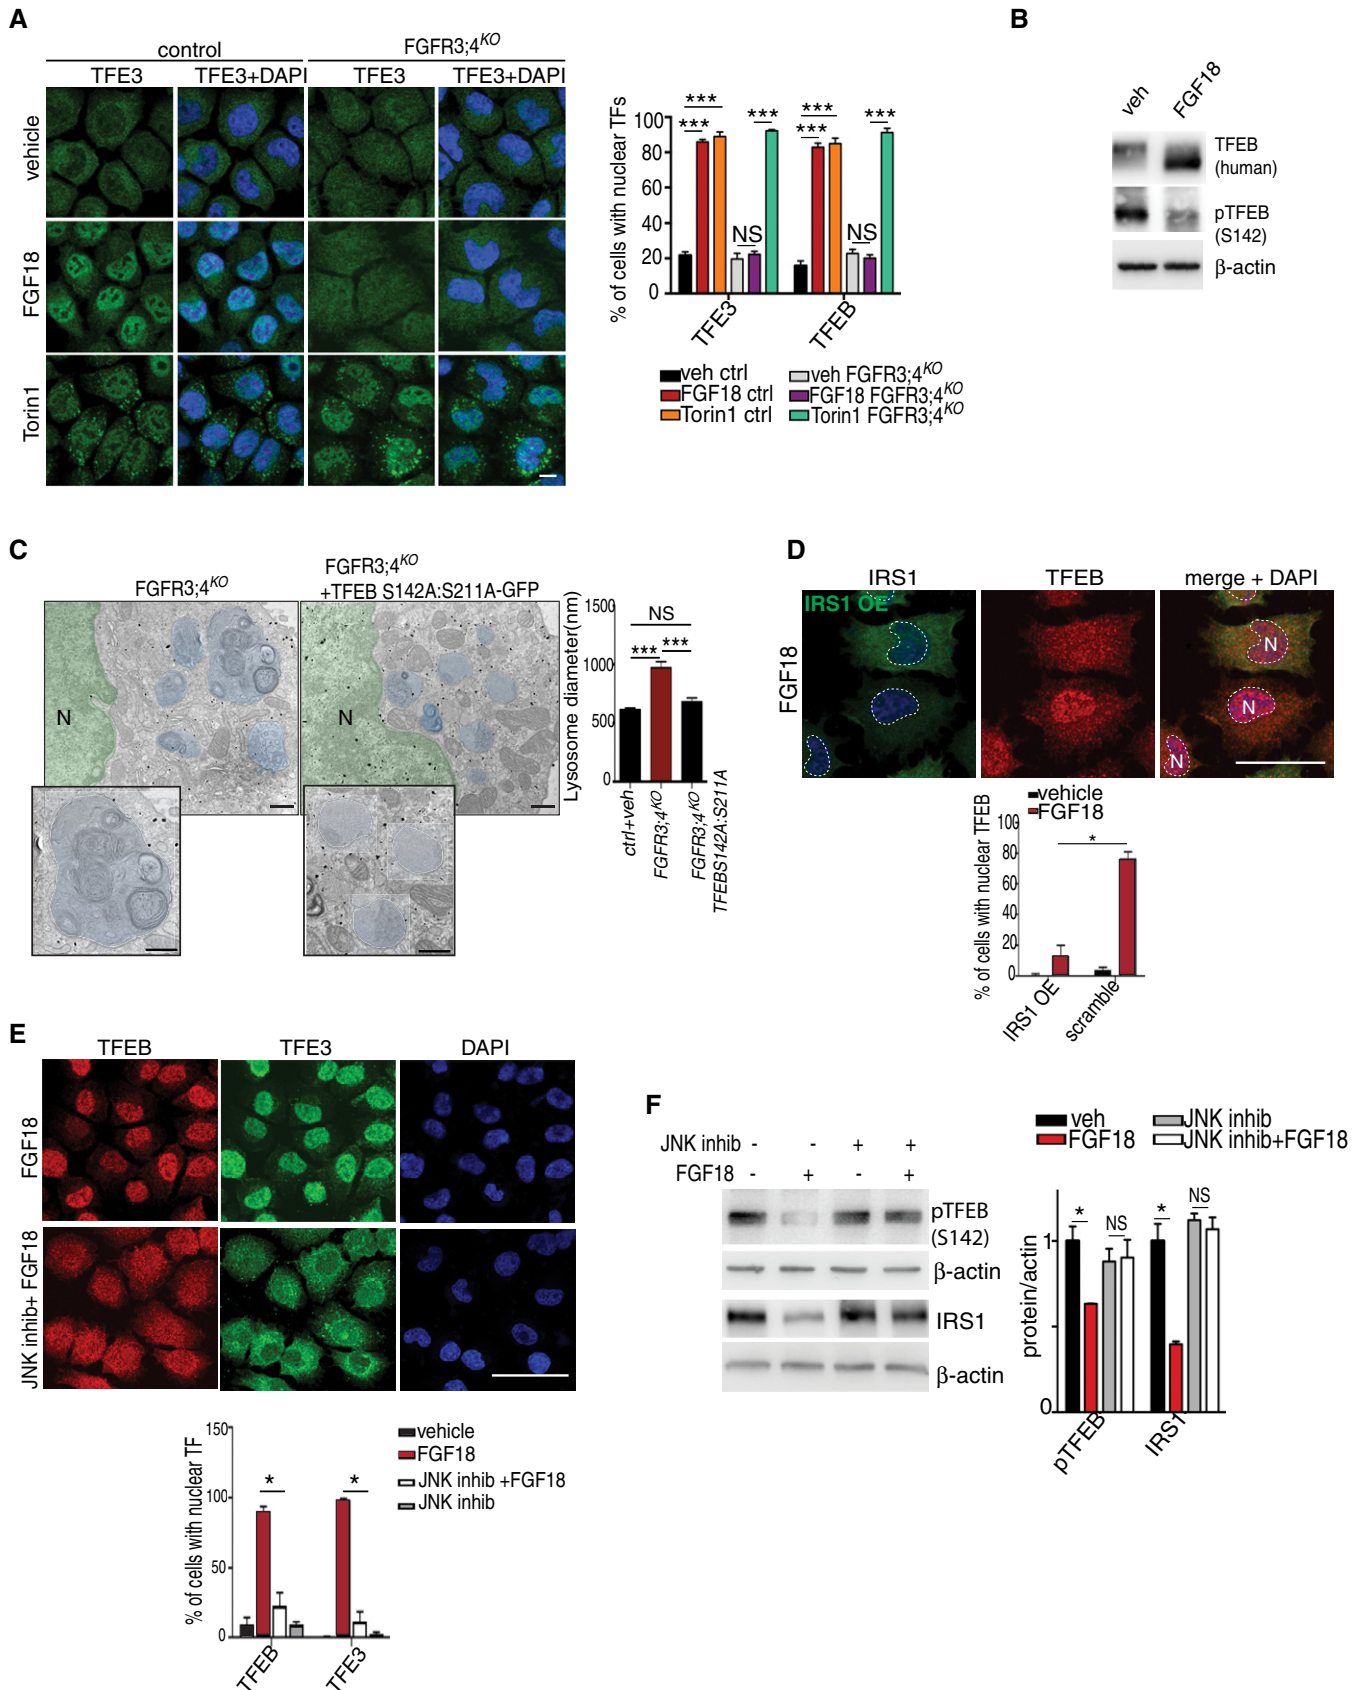 A
control
FGFR3;4KO
TFE3
TFE3+DAPI
TFE3
TFE3+DAPI
vehicle
FGF18
Torin1
% of cells with nuclear TFs
100
80
60
40
20
0
***
***
***
NS
***
***
***
NS
TFE3
TFEB
veh ctrl
FGF18 ctrl
Torin1 ctrl
veh FGFR3;4KO
FGF18 FGFR3;4KO
Torin1 FGFR3;4KO
B
veh
FGF18
TFEB
(human)
pTFEB
(S142)
β-actin
C
FGFR3;4KO
FGFR3;4KO
+TFEB S142A:S211A-GFP
N
N
Lysosome diameter(nm)
1500
1000
500
0
NS
***
***
ctrl+veh
FGFR3;4KO
FGFR3;4KO
TFEBS142A:S211A
D
IRS1
TFEB
merge + DAPI
IRS1 OE
FGF18
N
N
N
vehicle
FGF18
% of cells with nuclear TFEB
100
80
60
40
20
0
*
IRS1 OE
scramble
E
TFEB
TFE3
DAPI
FGF18
JNK inhib+ FGF18
% of cells with nuclear TF
150
100
50
0
*
*
TFEB
TFE3
vehicle
FGF18
JNK inhib +FGF18
JNK inhib
F
JNK inhib - - + +
FGF18 - + - +
pTFEB
(S142)
β-actin
IRS1
β-actin
veh
FGF18
JNK inhib
JNK inhib+FGF18
protein/actin
1
0
*
NS
*
NS
pTFEB
IRS1